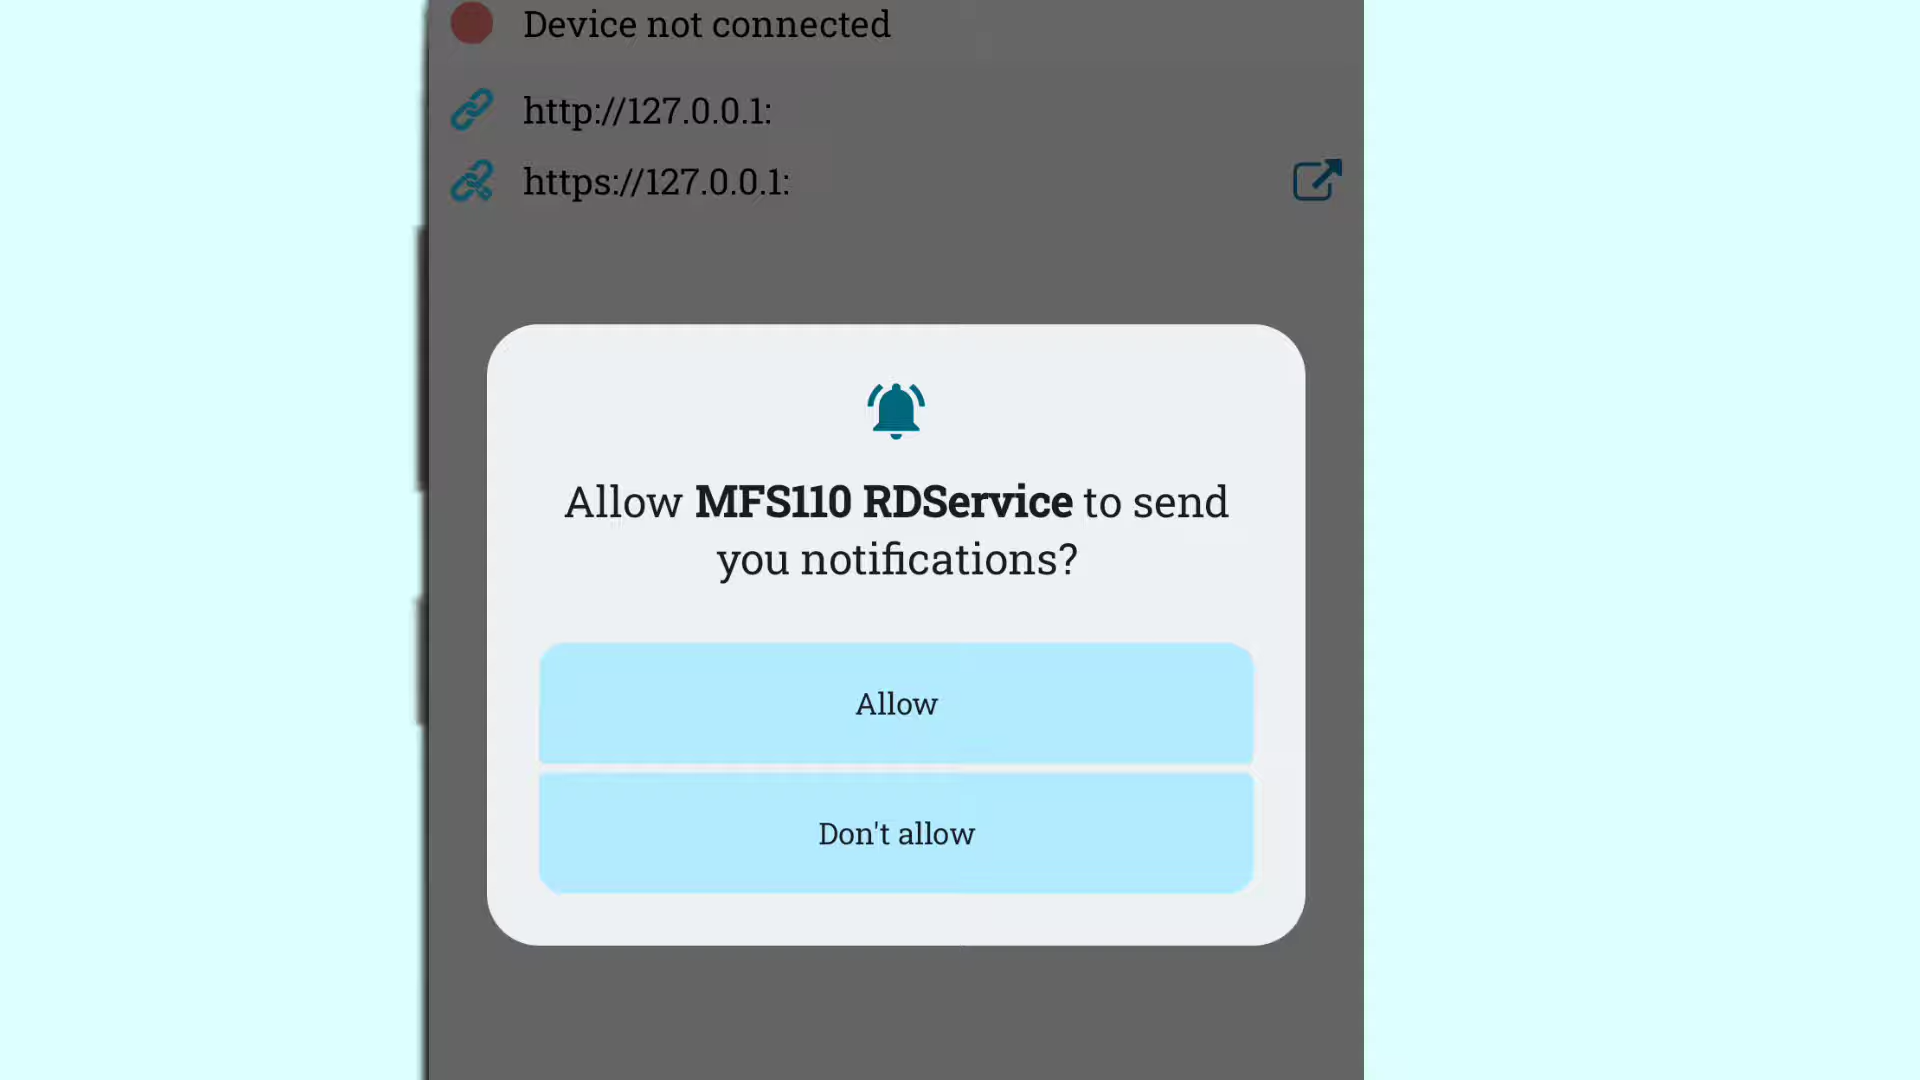 Device not connected
http://127.0.0.1:
https://127.0.0.1:
Allow MFS110 RDService to send
you notifications?
Allow
Don't allow